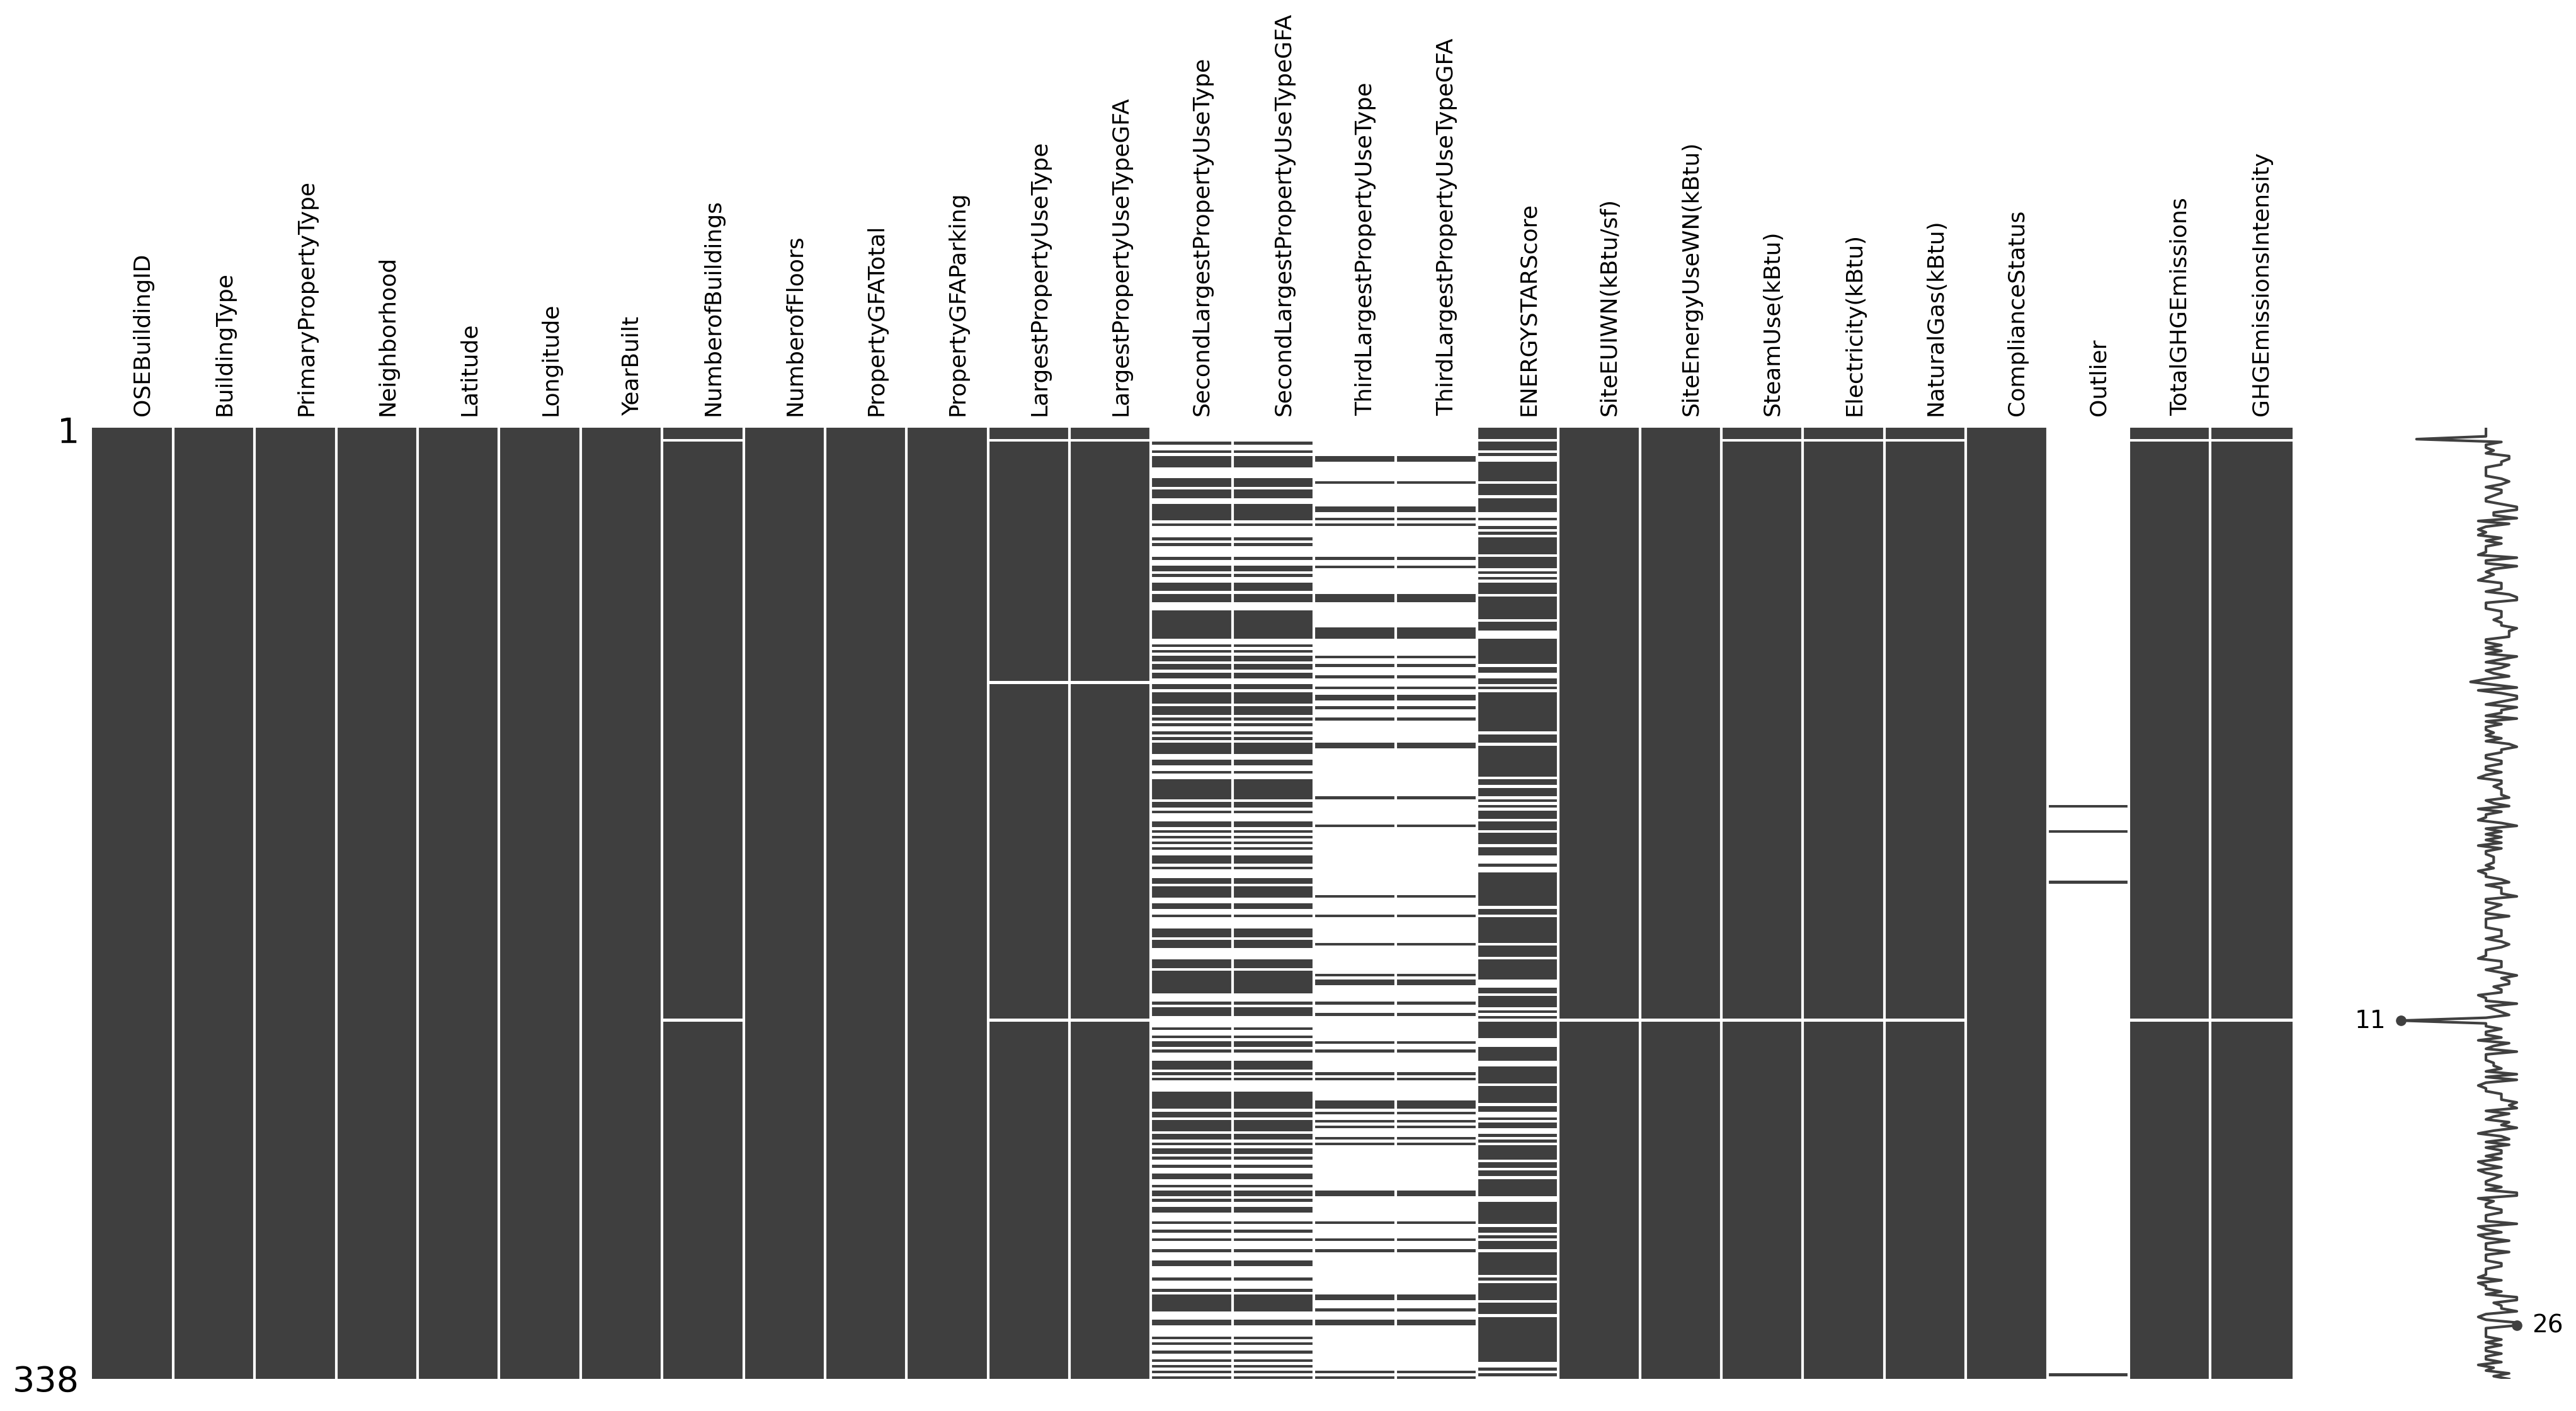 OSEBuildingID
BuildingType
PrimaryPropertyType
Neighborhood
Latitude
Longitude
YearBuilt
NumberofBuildings
NumberofFloors
PropertyGFATotal
PropertyGFAParking
LargestPropertyUseType
LargestPropertyUseTypeGFA
SecondLargestPropertyUseType
SecondLargestPropertyUseTypeGFA
ThirdLargestPropertyUseType
ThirdLargestPropertyUseTypeGFA
ENERGYSTARScore
SiteEUIWN(kBtu/sf)
SiteEnergyUseWN(kBtu)
SteamUse(kBtu)
Electricity(kBtu)
NaturalGas(kBtu)
ComplianceStatus
Outlier
TotalGHGEmissions
GHGEmissionsIntensity
1
11
26
338